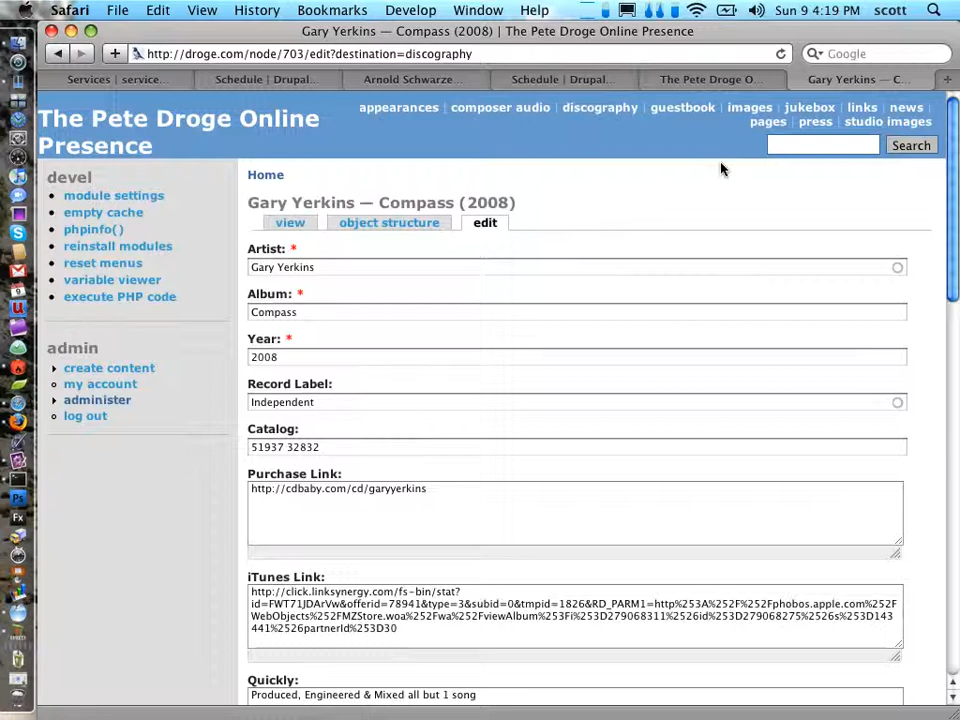 Safari File Edit View History Bookmarks Develop Window Help Sun 9 4:19 PM scott
Gary Yerkins — Compass (2008) | The Pete Droge Online Presence
http://droge.com/node/703/edit?destination=discography
Google
Services | service...
Schedule | Drupal...
Arnold Schwarze...
Schedule | Drupal...
The Pete Droge O...
Gary Yerkins — C...
The Pete Droge Online
Presence
appearances | composer audio | discography | guestbook | images | jukebox | links | news |
pages | press | studio images
Search
devel
module settings
empty cache
phpinfo()
reinstall modules
reset menus
variable viewer
execute PHP code
admin
create content
my account
administer
log out
Home
Gary Yerkins — Compass (2008)
view object structure edit
Artist: *
Gary Yerkins
Album: *
Compass
Year: *
2008
Record Label:
Independent
Catalog:
51937 32832
Purchase Link:
http://cdbaby.com/cd/garyyerkins
iTunes Link:
http://click.linksynergy.com/fs-bin/stat?
id=FWT71JDArVw&offerid=78941&type=3&subid=0&tmpid=1826&RD_PARM1=http%253A%252F%252Fphobos.apple.com%252F
WebObjects%252FMZStore.woa%252Fwa%252FviewAlbum%253Fi%253D279068311%2526id%253D279068275%2526s%253D143
441%2526partnerId%253D30
Quickly:
Produced, Engineered & Mixed all but 1 song